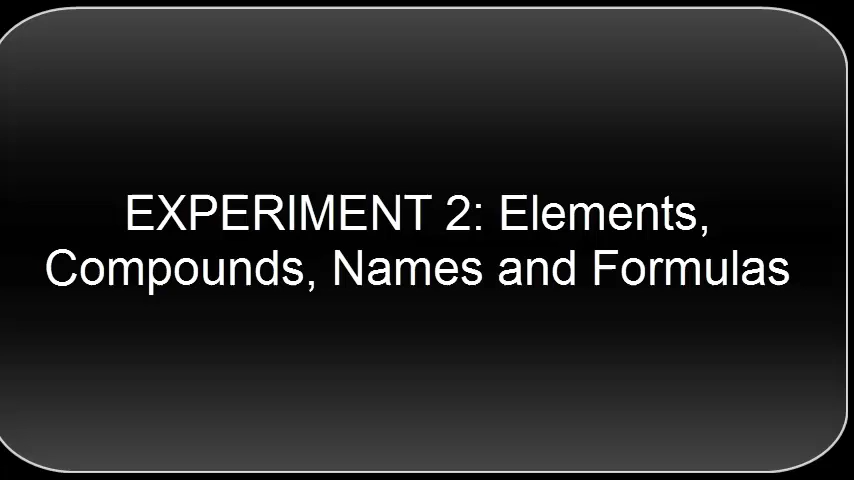 EXPERIMENT 2: Elements,
Compounds, Names and Formulas